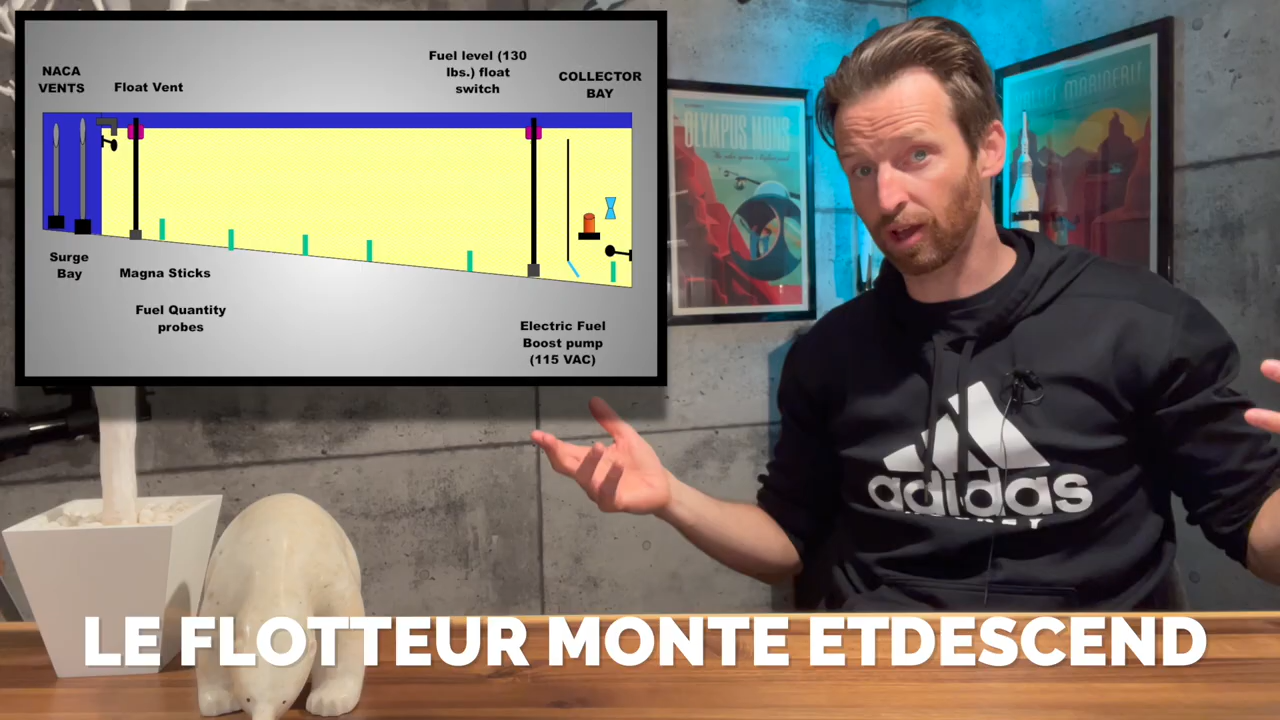 NACA
VENTS
Float Vent
Fuel level (130
lbs.) float
switch
COLLECTOR
BAY
Surge
Bay
Magna Sticks
Fuel Quantity
probes
Electric Fuel
Boost pump
(115 VAC)
OLYMPUS MONS
adidas
LE FLOTTEUR MONTE ETDESCEND